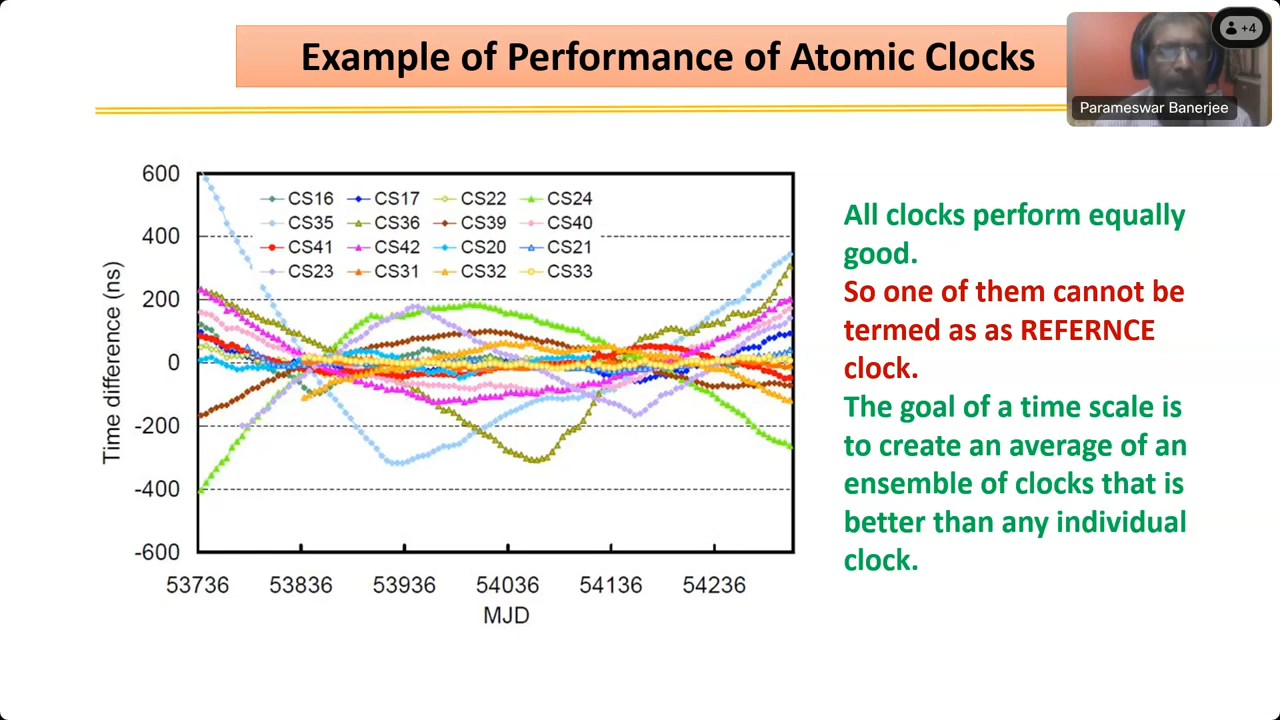 Example of Performance of Atomic Clocks
+4
Parameswar Banerjee
600
400
200
0
-200
-400
-600
Time difference (ns)
CS16 CS17 CS22 CS24
CS35 CS36 CS39 CS40
CS41 CS42 CS20 CS21
CS23 CS31 CS32 CS33
53736 53836 53936 54036 54136 54236
MJD
All clocks perform equally
good.
So one of them cannot be
termed as as REFERNCE
clock.
The goal of a time scale is
to create an average of an
ensemble of clocks that is
better than any individual
clock.